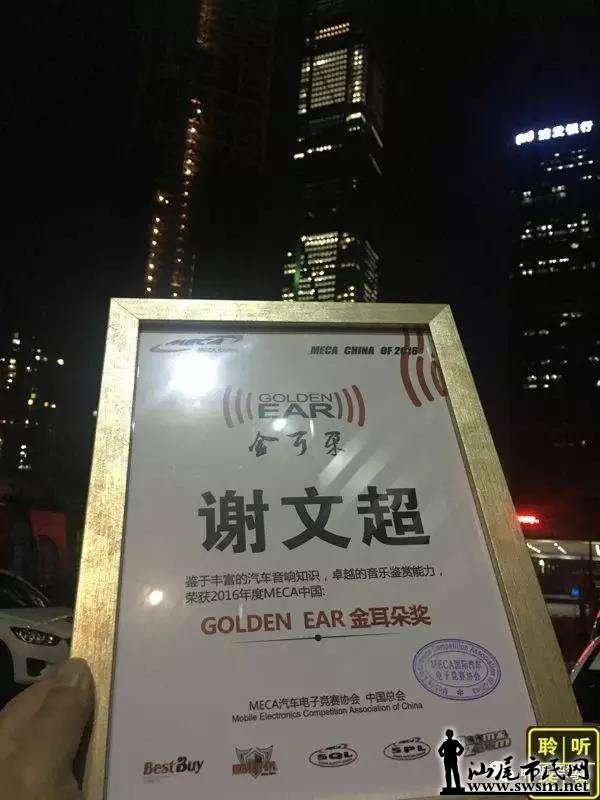 浦发银行
MECA
MECA CHINA
MECA CHINA OF 2016
GOLDEN
EAR
金耳朵
谢文超
鉴于丰富的汽车音响知识，卓越的音乐鉴赏能力，
荣获2016年度MECA中国:
GOLDEN EAR 金耳朵奖
MECA国际汽车
电子竞赛协会
MECA汽车电子竞赛协会 中国总会
Mobile Electronics Competition Association of China
BestBuy
SQL
SPL
聆听
汕尾市民网
www.swsm.net